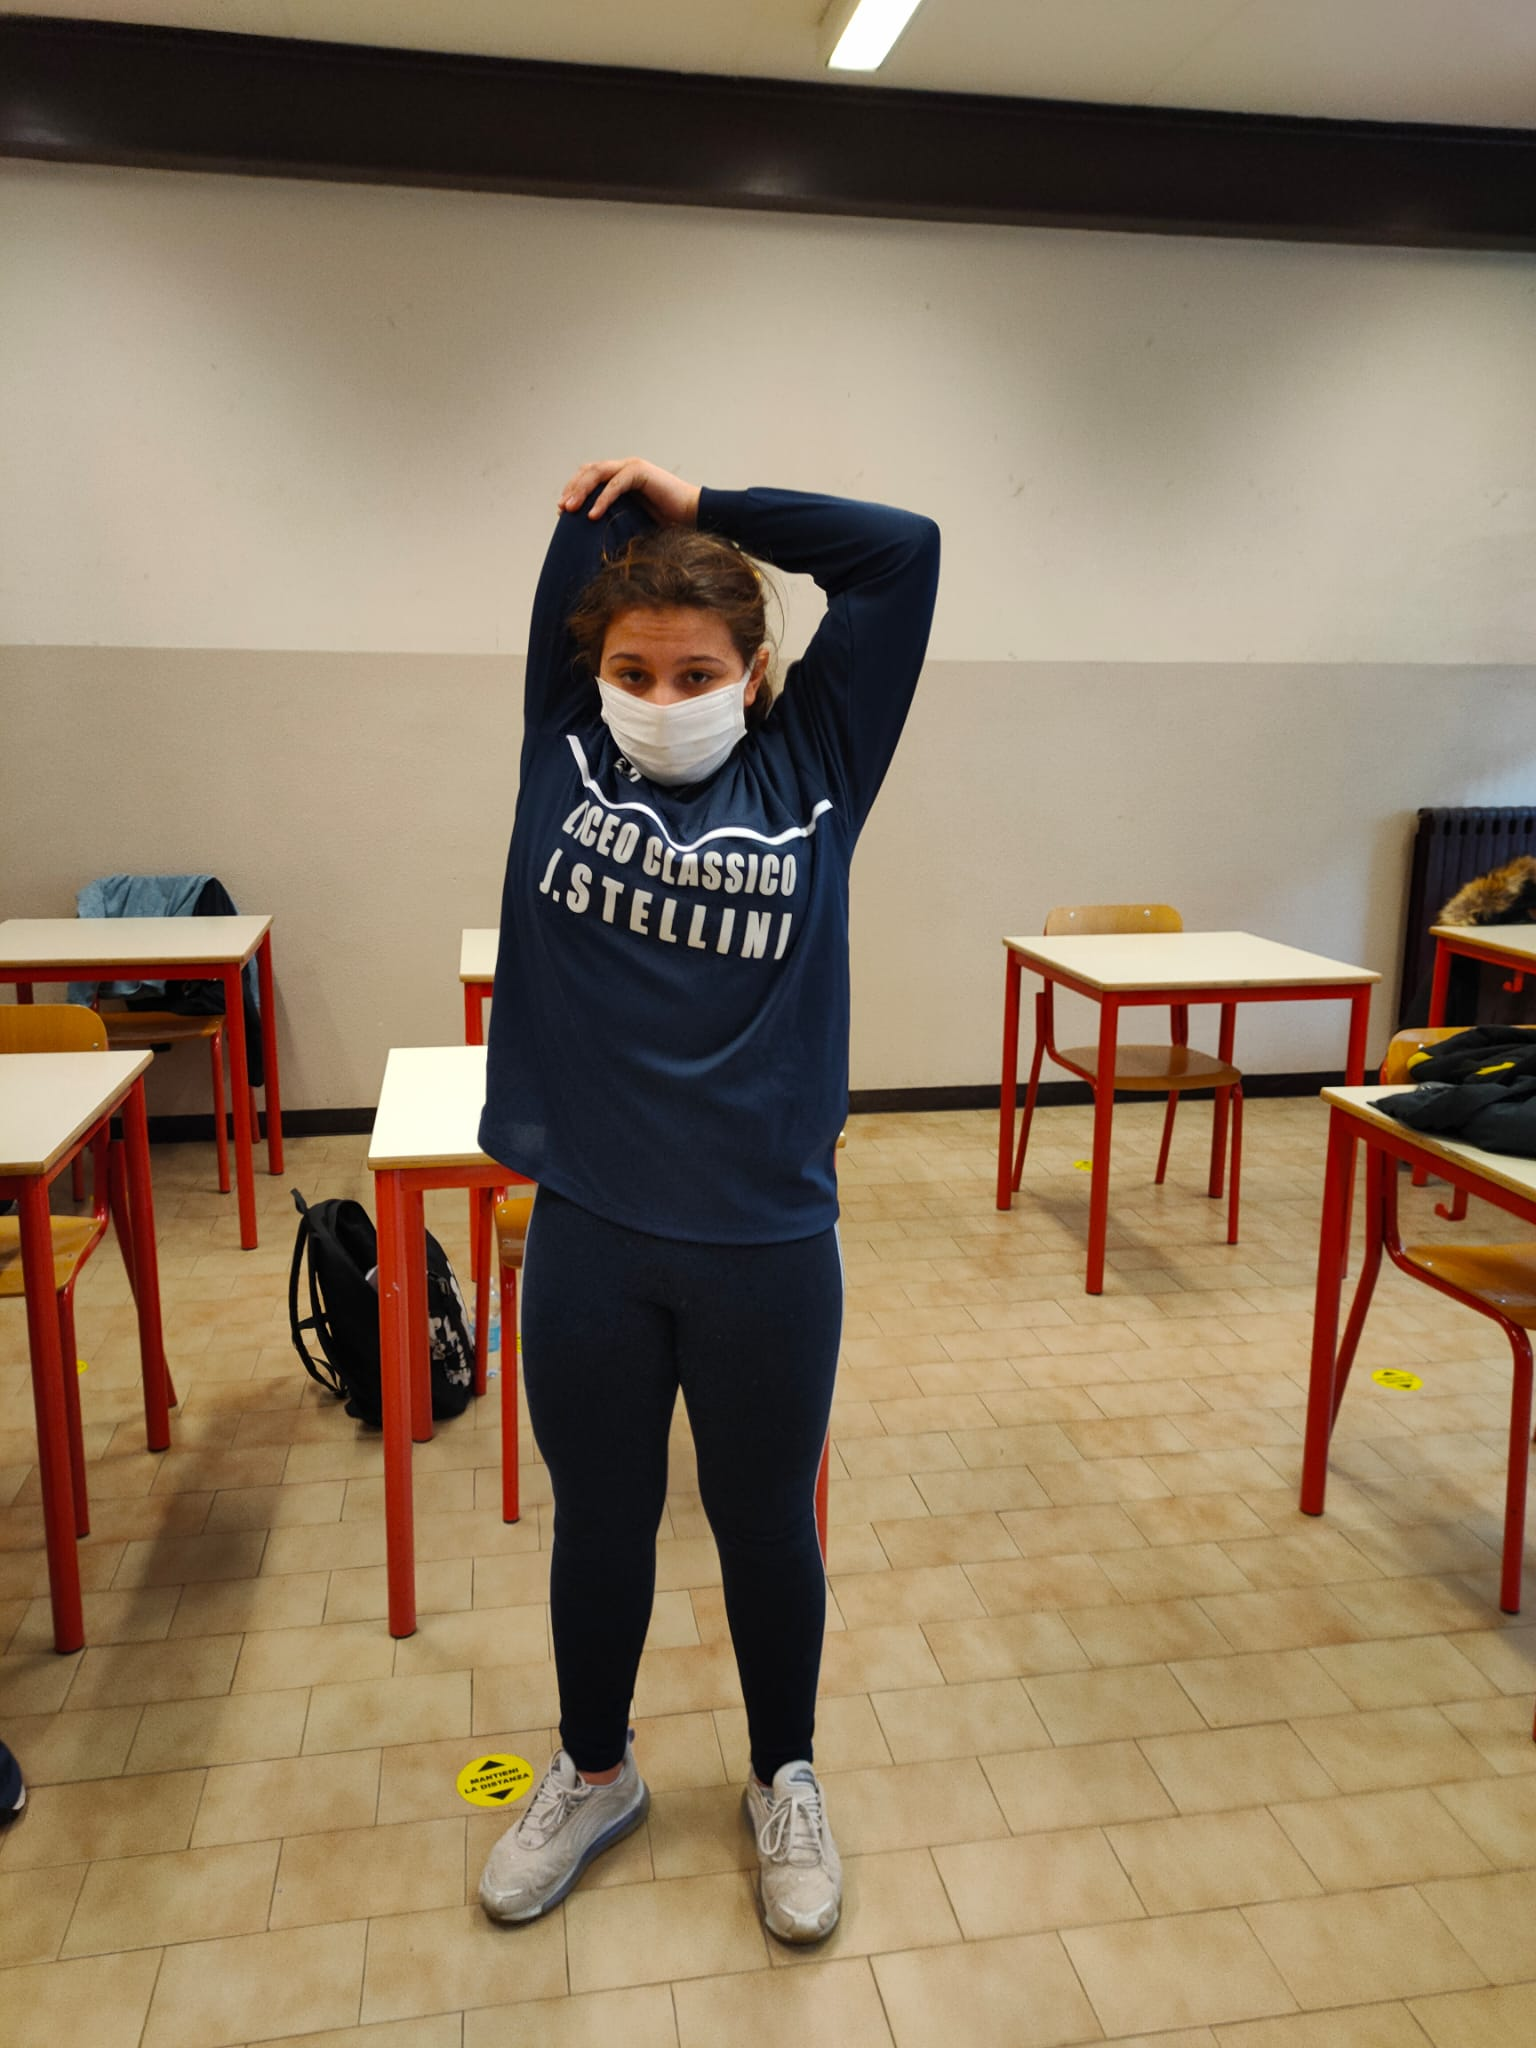 LICEO CLASSICO
J.STELLINI
MANTIENI
LA DISTANZA